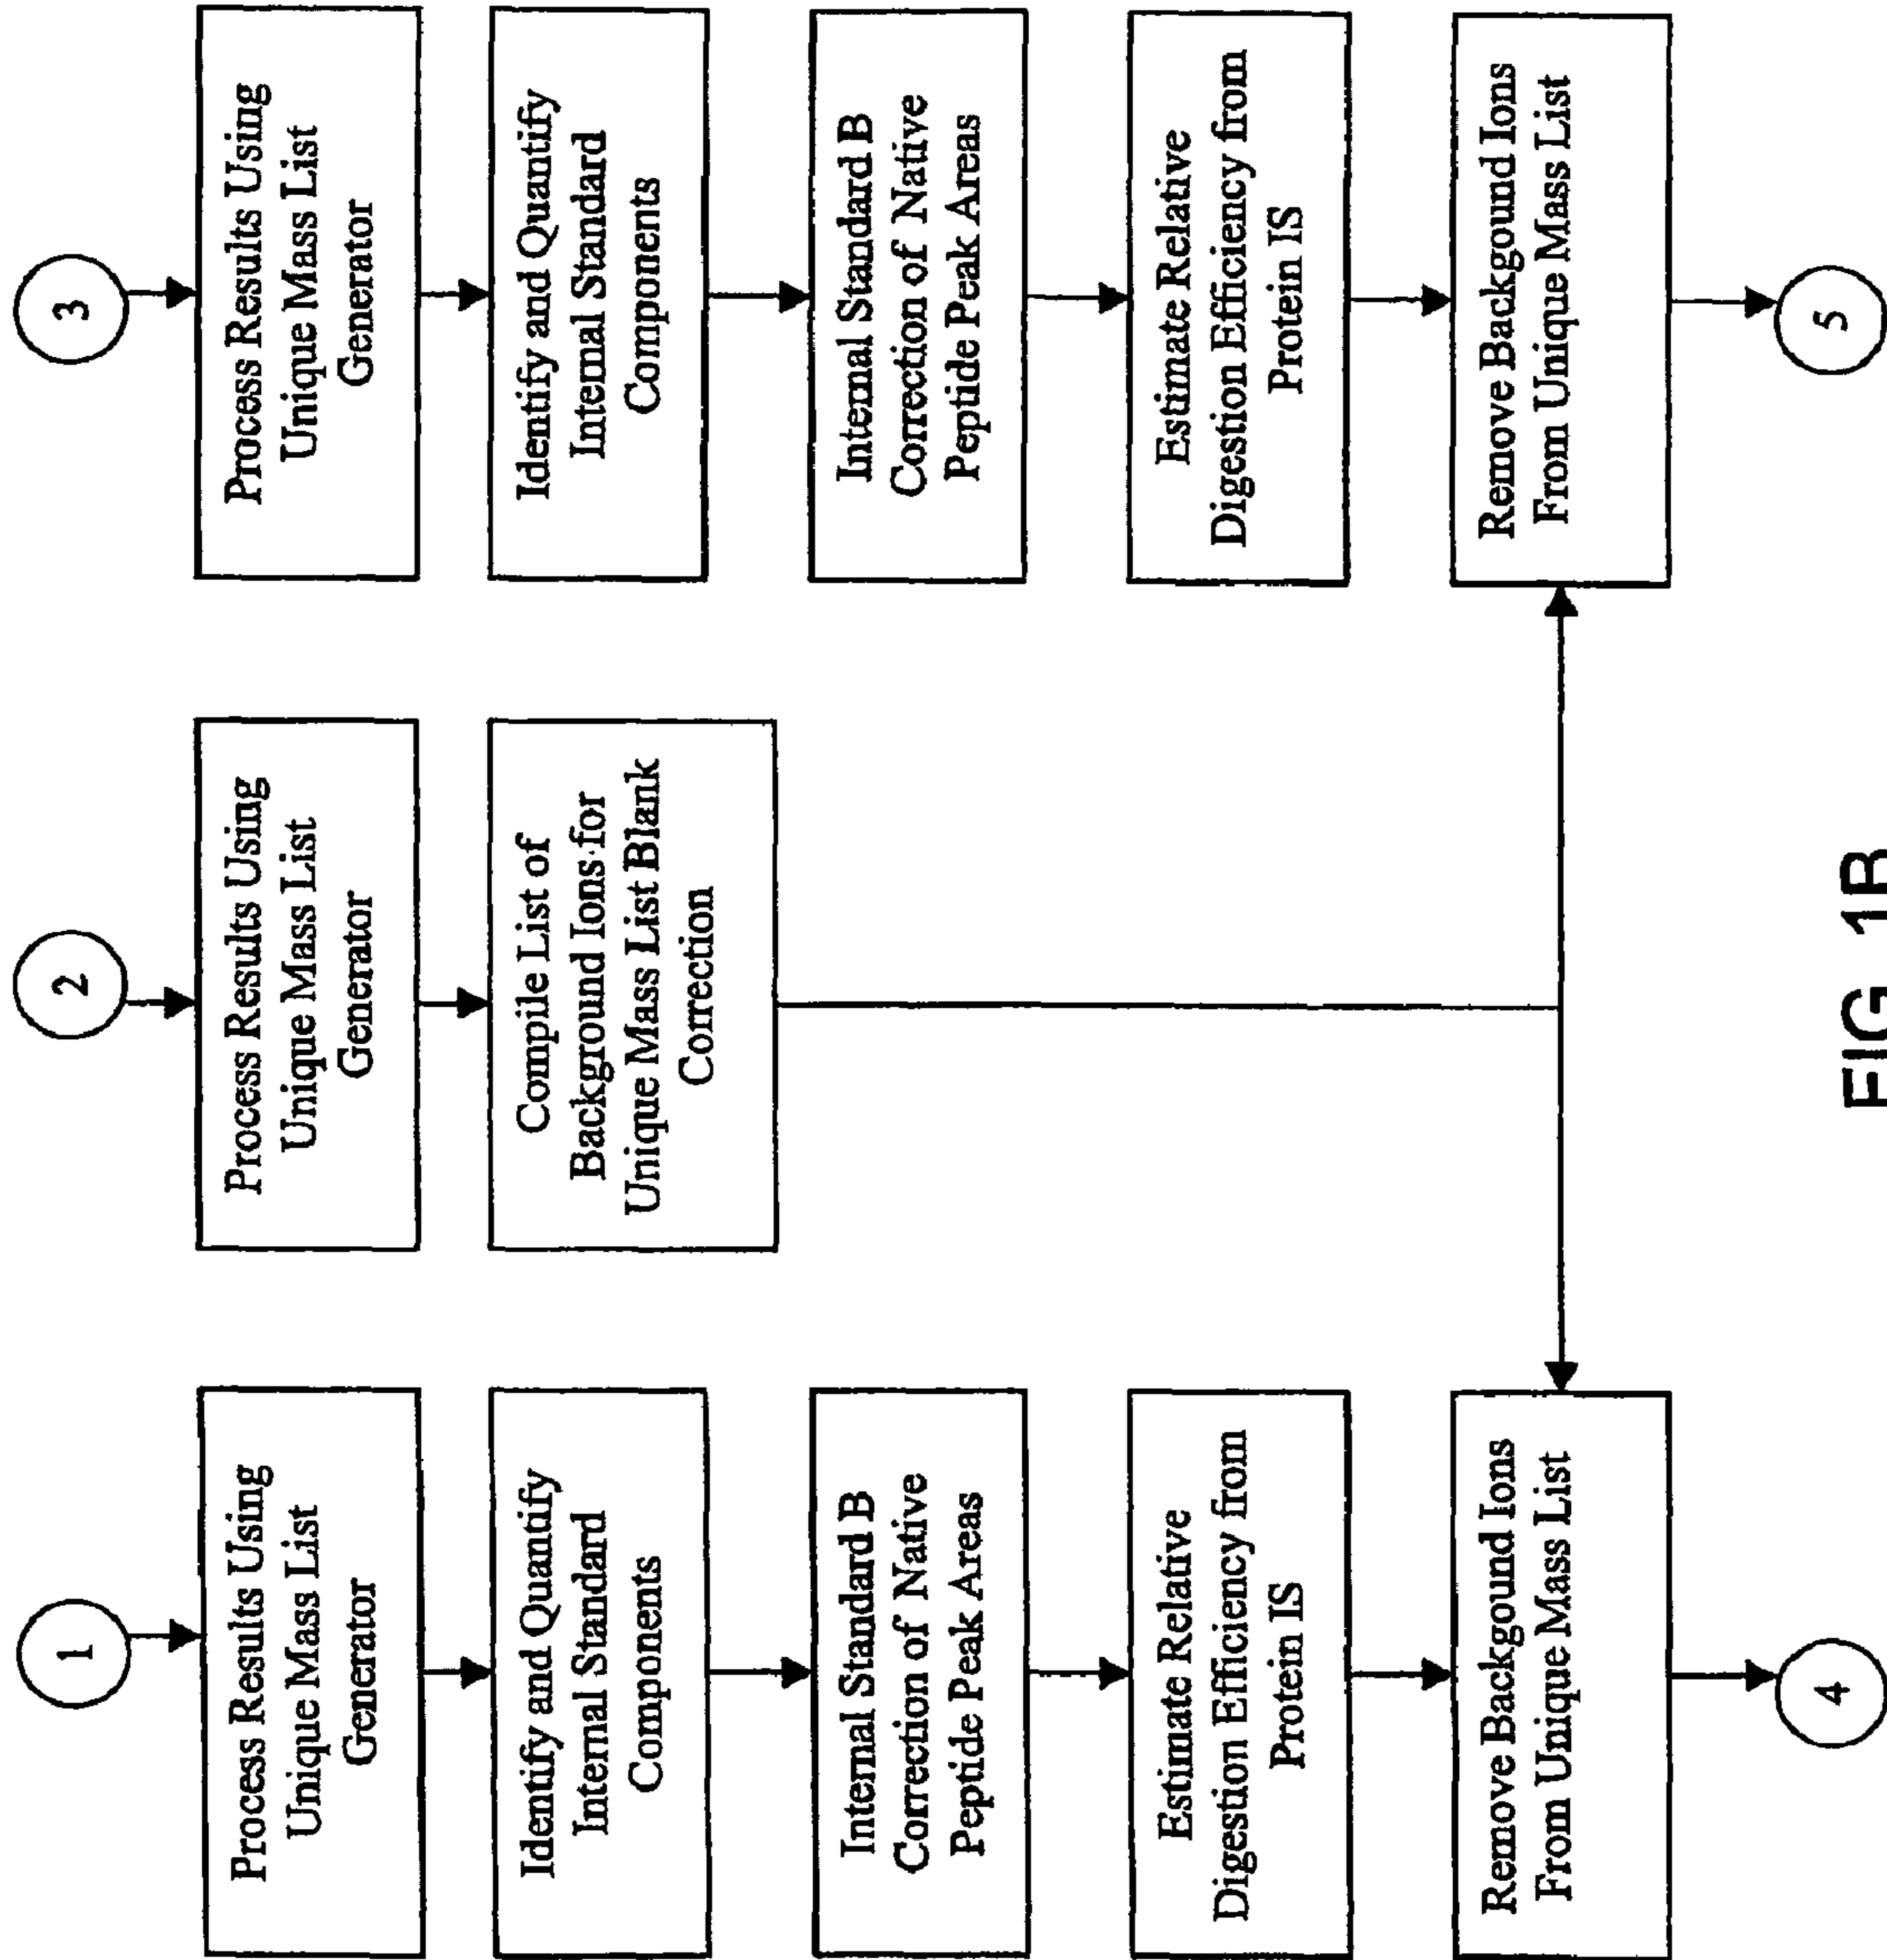 1
Process Results Using
Unique Mass List
Generator
Identify and Quantify
Internal Standard
Components
Internal Standard B
Correction of Native
Peptide Peak Areas
Estimate Relative
Digestion Efficiency from
Protein IS
Remove Backgound Ions
From Unique Mass List
4
2
Process Results Using
Unique Mass List
Generator
Compile List of
Background Ions for
Unique Mass List Blank
Correction
3
Process Results Using
Unique Mass List
Generator
Identify and Quantify
Internal Standard
Components
Internal Standard B
Correction of Native
Peptide Peak Areas
Estimate Relative
Digestion Efficiency from
Protein IS
Remove Background Ions
From Unique Mass List
5
FIG 1B